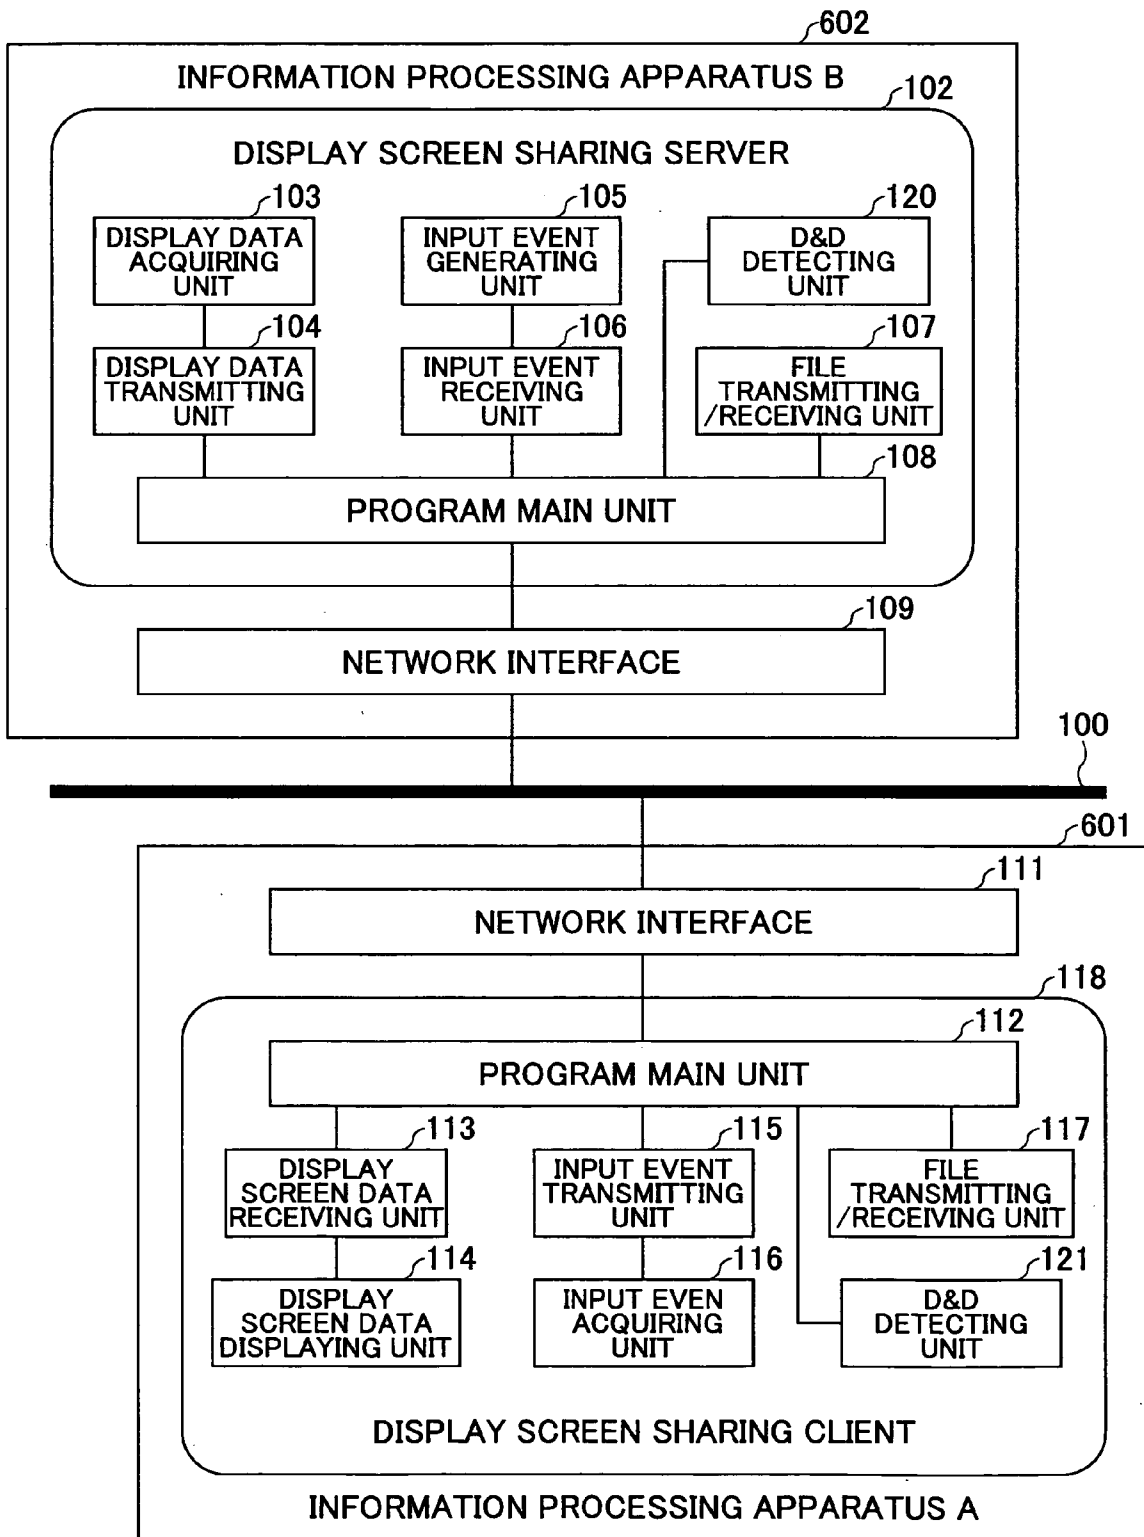 602
INFORMATION PROCESSING APPARATUS B
102
DISPLAY SCREEN SHARING SERVER
103
DISPLAY DATA
ACQUIRING
UNIT
105
INPUT EVENT
GENERATING
UNIT
120
D&D
DETECTING
UNIT
104
DISPLAY DATA
TRANSMITTING
UNIT
106
INPUT EVENT
RECEIVING
UNIT
107
FILE
TRANSMITTING
/RECEIVING UNIT
108
PROGRAM MAIN UNIT
109
NETWORK INTERFACE
100
601
111
NETWORK INTERFACE
118
112
PROGRAM MAIN UNIT
113
DISPLAY
SCREEN DATA
RECEIVING UNIT
115
INPUT EVENT
TRANSMITTING
UNIT
117
FILE
TRANSMITTING
/RECEIVING UNIT
114
DISPLAY
SCREEN DATA
DISPLAYING UNIT
116
INPUT EVEN
ACQUIRING
UNIT
121
D&D
DETECTING
UNIT
DISPLAY SCREEN SHARING CLIENT
INFORMATION PROCESSING APPARATUS A